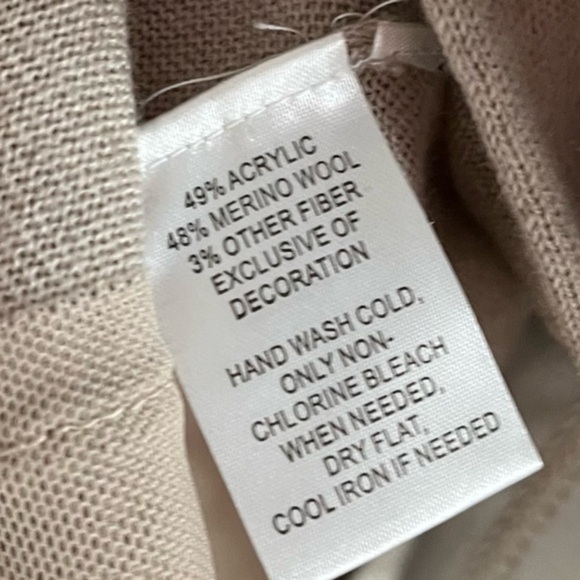 49% ACRYLIC
48% MERINO WOOL
3% OTHER FIBER
EXCLUSIVE OF
DECORATION
HAND WASH COLD,
ONLY NON-
CHLORINE BLEACH
WHEN NEEDED,
DRY FLAT,
COOL IRON IF NEEDED